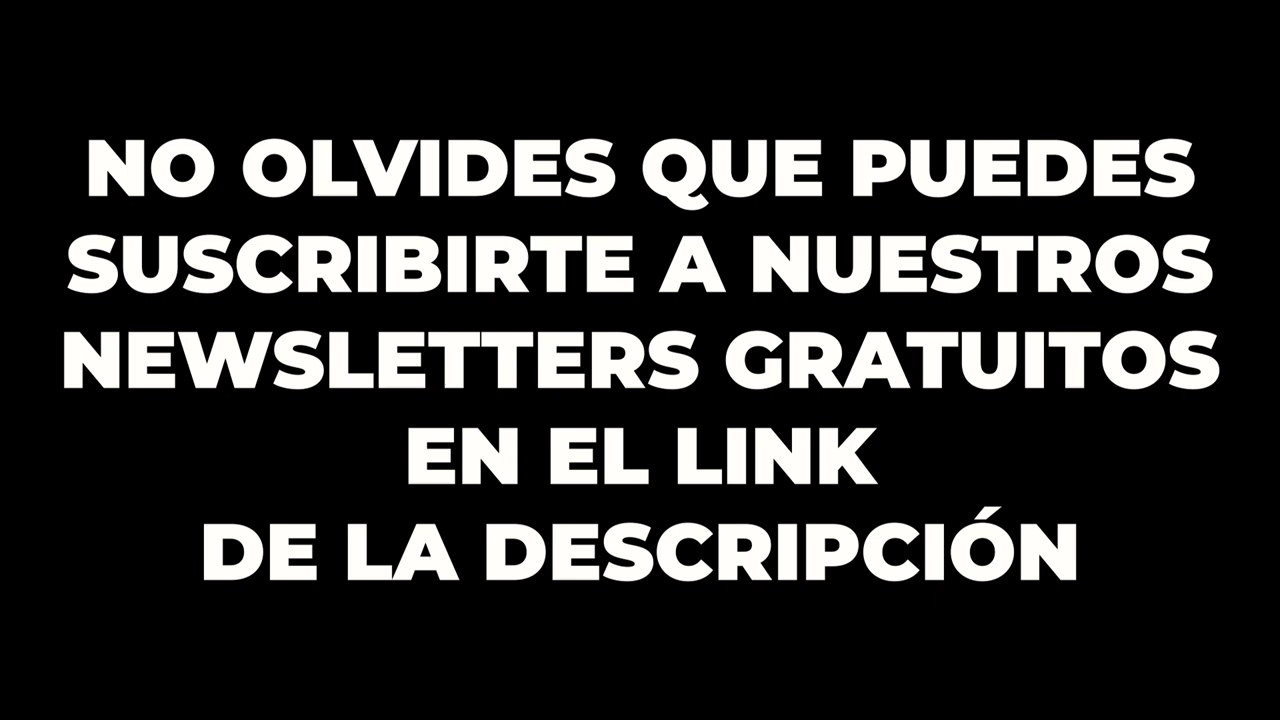 NO OLVIDES QUE PUEDES
SUSCRIBIRTE A NUESTROS
NEWSLETTERS GRATUITOS
EN EL LINK
DE LA DESCRIPCIÓN